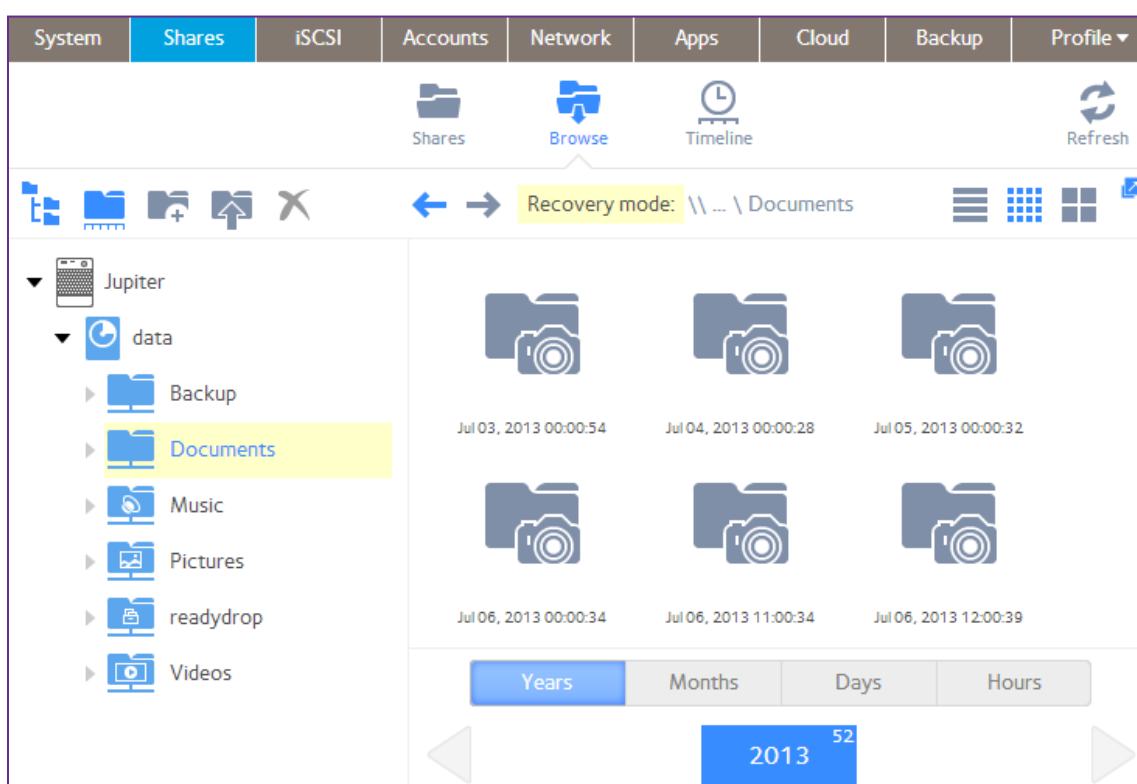 System Shares iSCSI Accounts Network Apps Cloud Backup Profile
Shares Browse Timeline Refresh
Recovery mode: \\ ... \ Documents
Jupiter
data
Backup
Documents
Music
Pictures
readydrop
Videos
Jul 03, 2013 00:00:54 Jul 04, 2013 00:00:28 Jul 05, 2013 00:00:32
Jul 06, 2013 00:00:34 Jul 06, 2013 11:00:34 Jul 06, 2013 12:00:39
Years Months Days Hours
2013 52